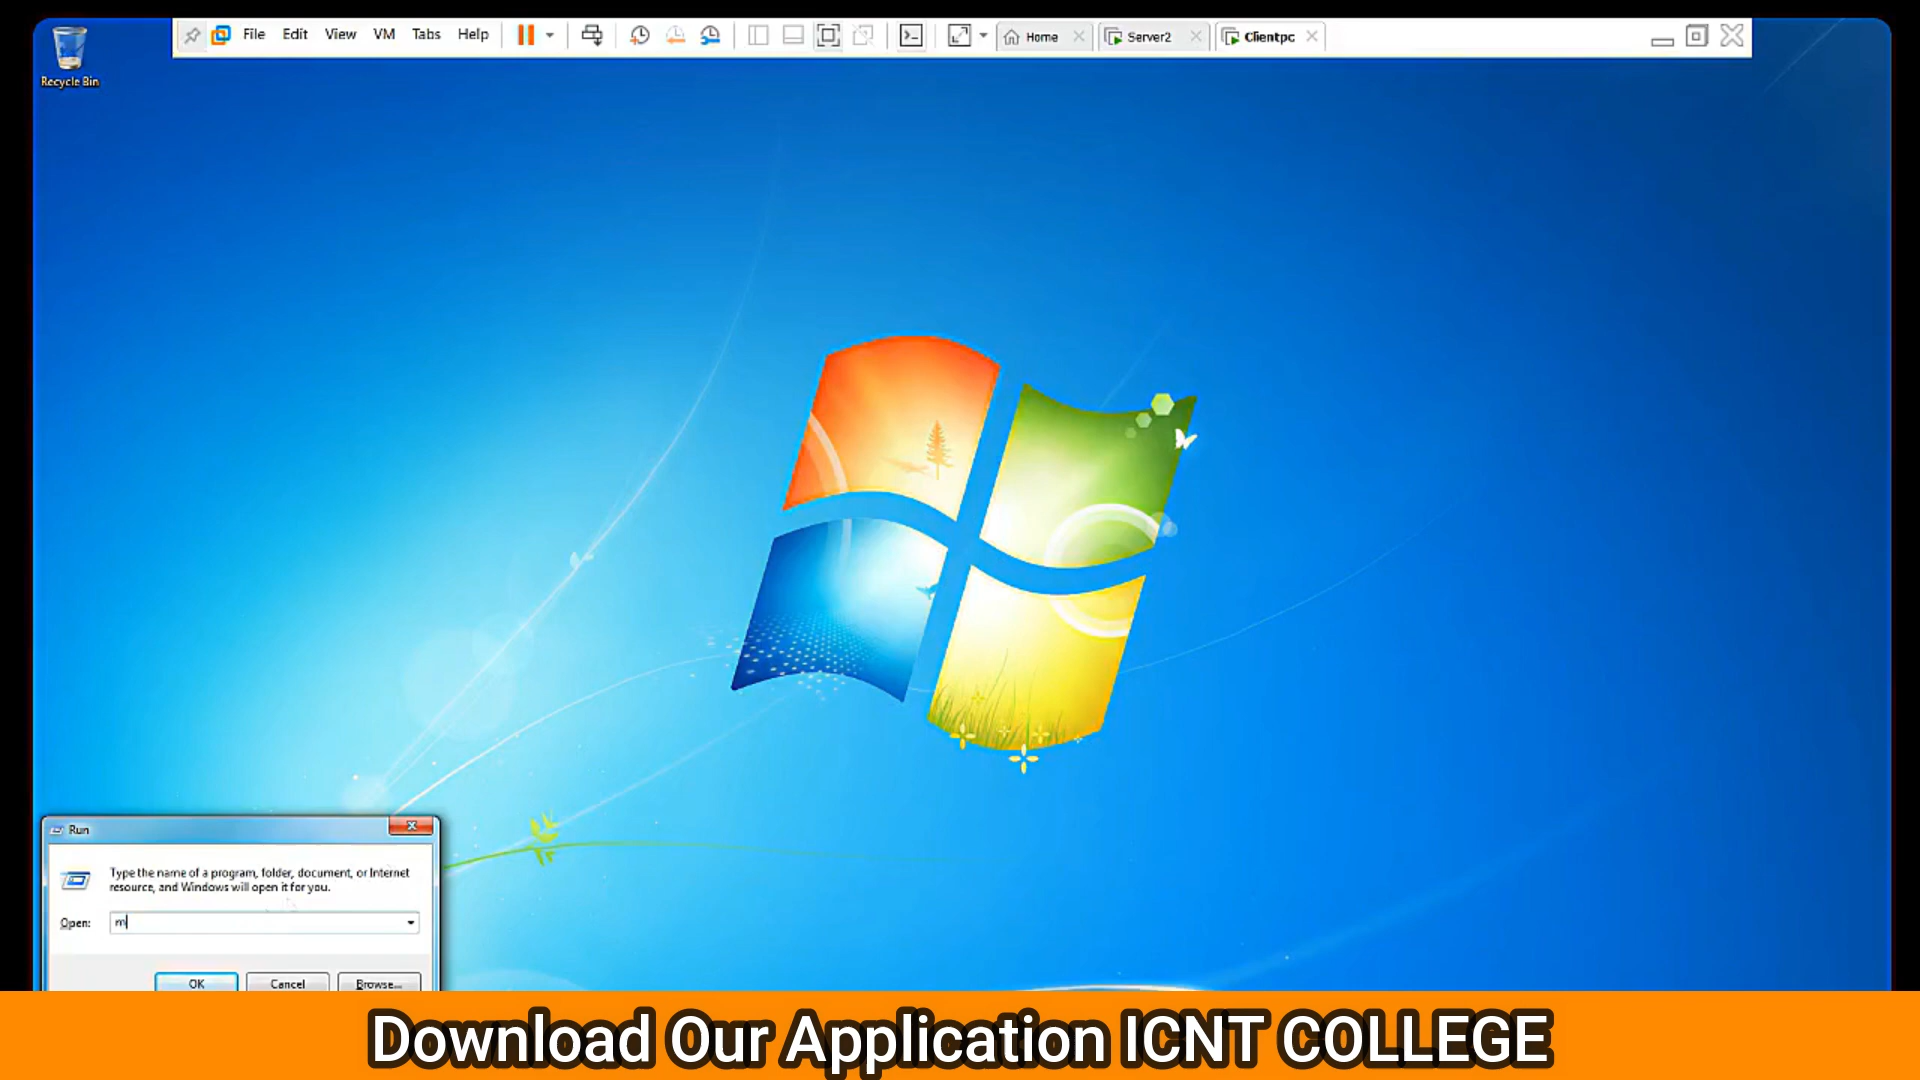 File Edit View VM Tabs Help
Home Server2 Clientpc
Recycle Bin
Run
Type the name of a program, folder, document, or Internet
resource, and Windows will open it for you.
Open: m
OK Cancel Browse...
Download Our Application ICNT COLLEGE